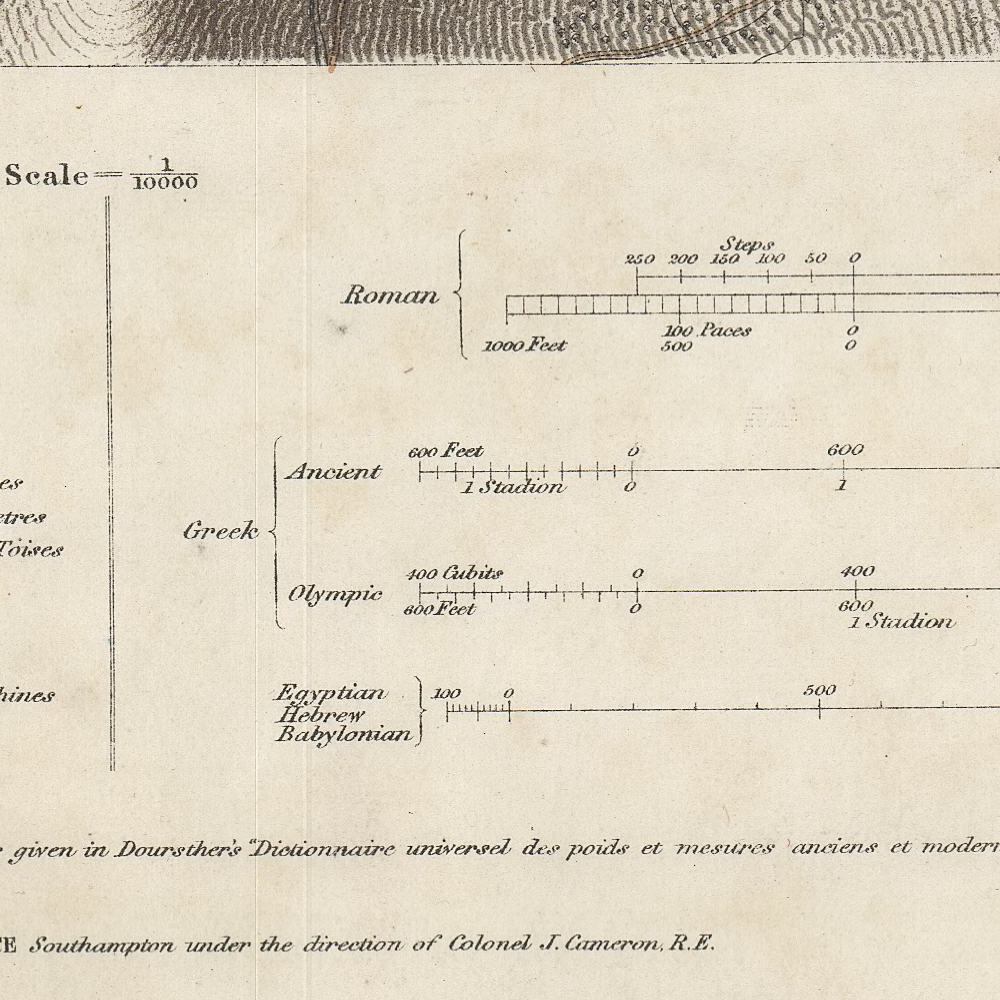 Scale = 1/10000
Steps
250 200 150 100 50 0
Roman
100 Paces 0
1000 Feet 500 0
600 Feet 0 600
Ancient
1 Stadion 0 1
es
etres
Greek
Toises
400 Cubits 0 400
Olympic
600 Feet 0 600
1 Stadion
hines
Egyptian 100 0 500
Hebrew
Babylonian
given in Doursther's "Dictionnaire universel des poids et mesures anciens et modern
CE Southampton under the direction of Colonel J. Cameron, R.E.